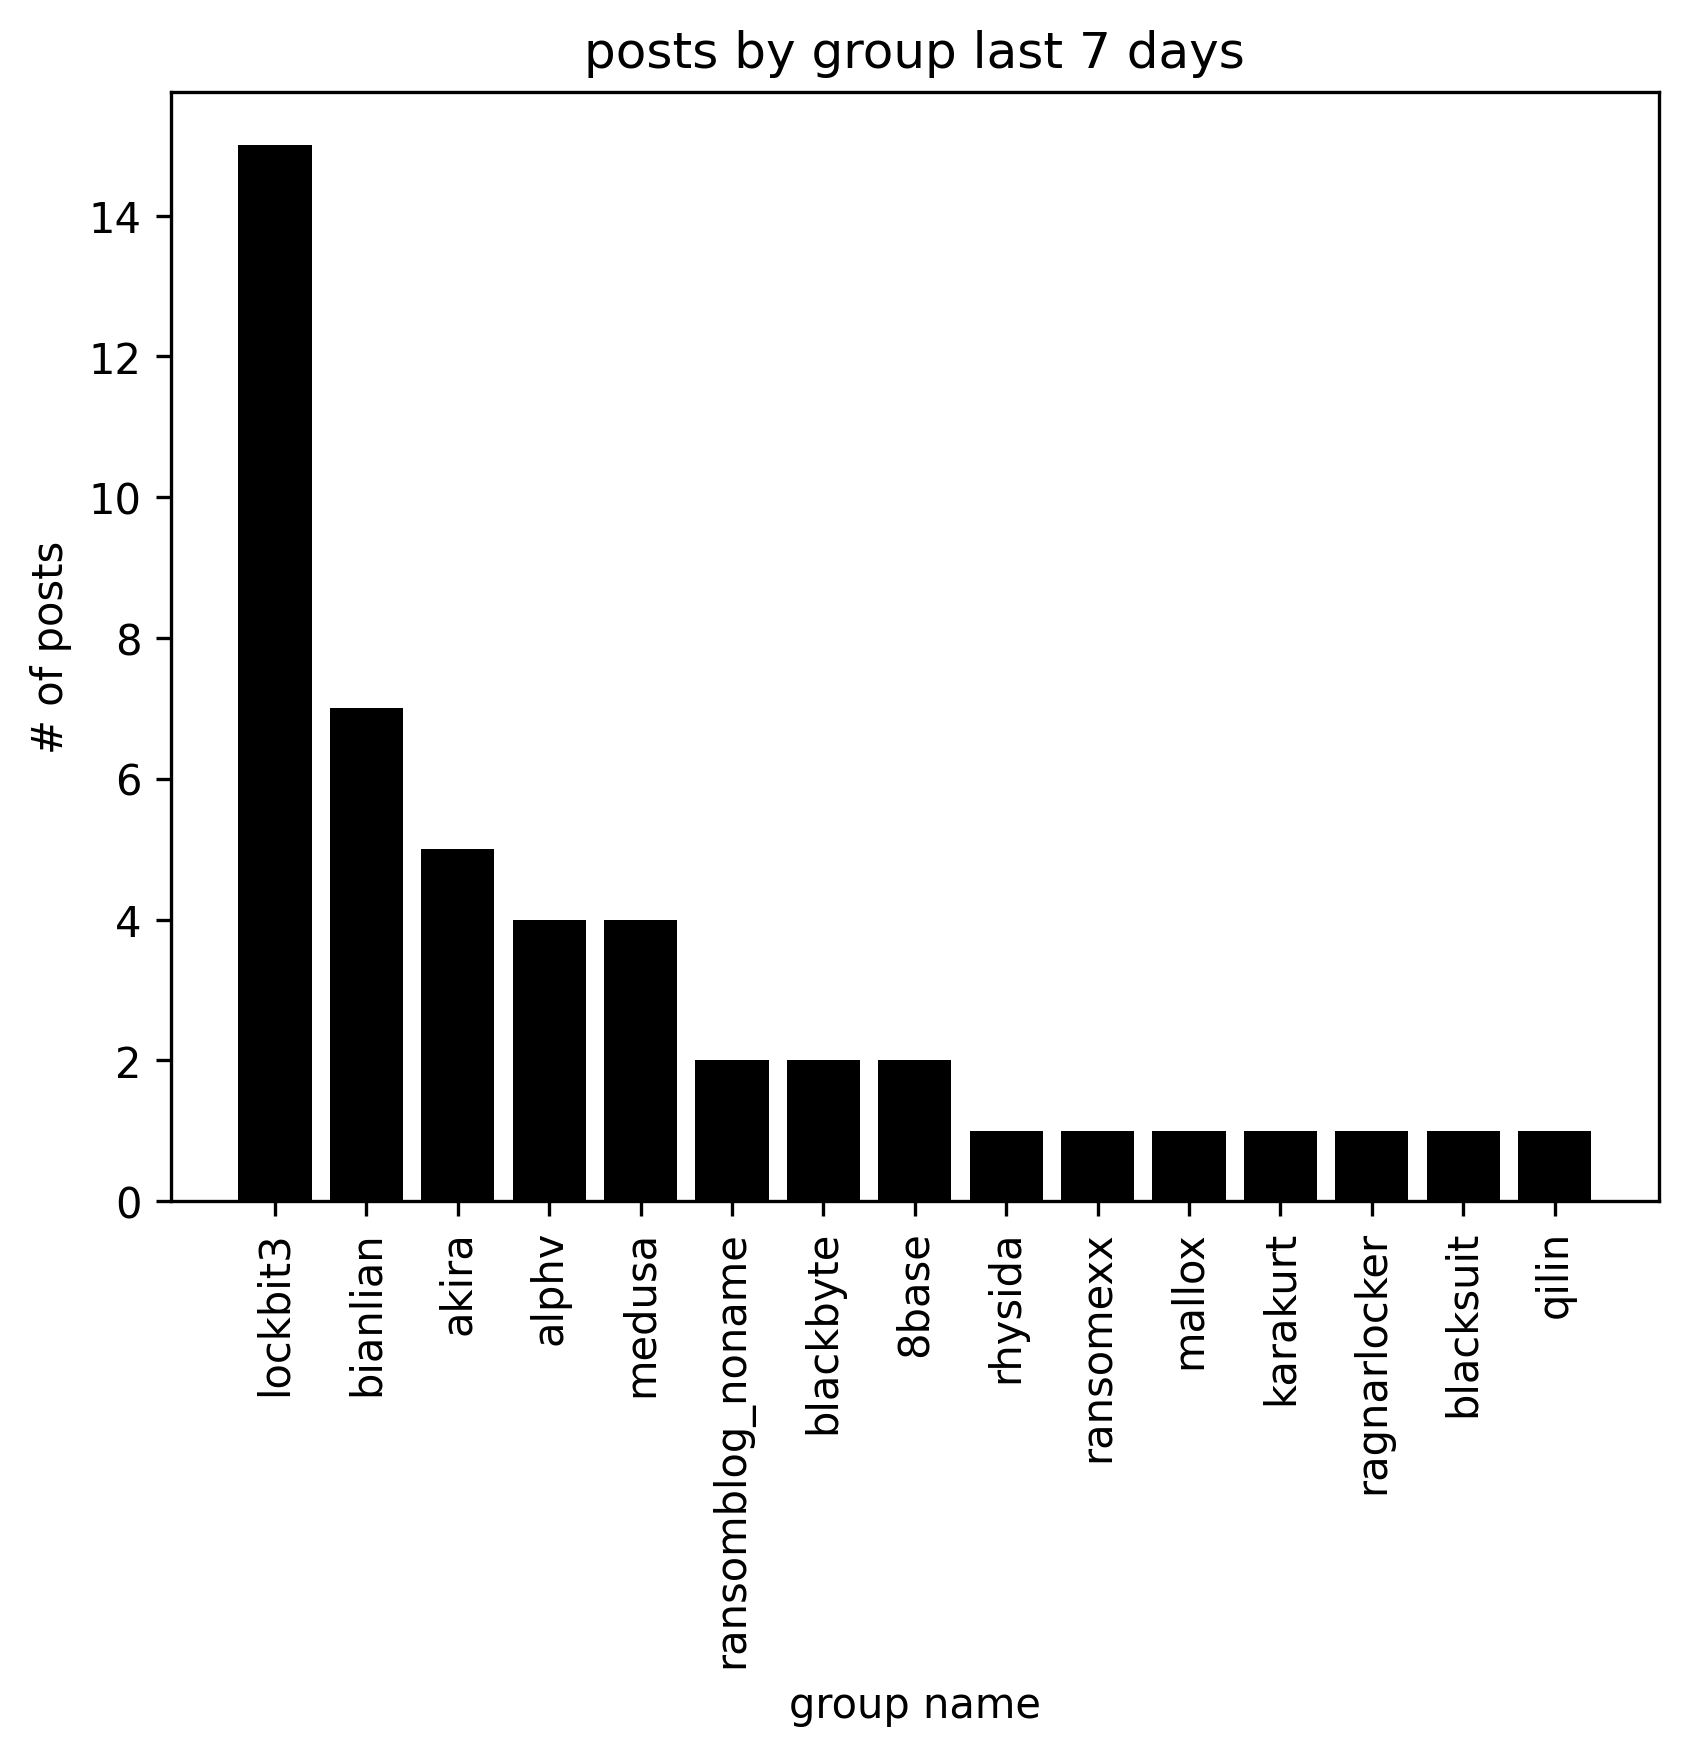 posts by group last 7 days
# of posts
14
12
10
8
6
4
2
0
lockbit3
bianlian
akira
alphv
medusa
ransomblog_noname
blackbyte
8base
rhysida
ransomexx
mallox
karakurt
ragnarlocker
blacksuit
qilin
group name